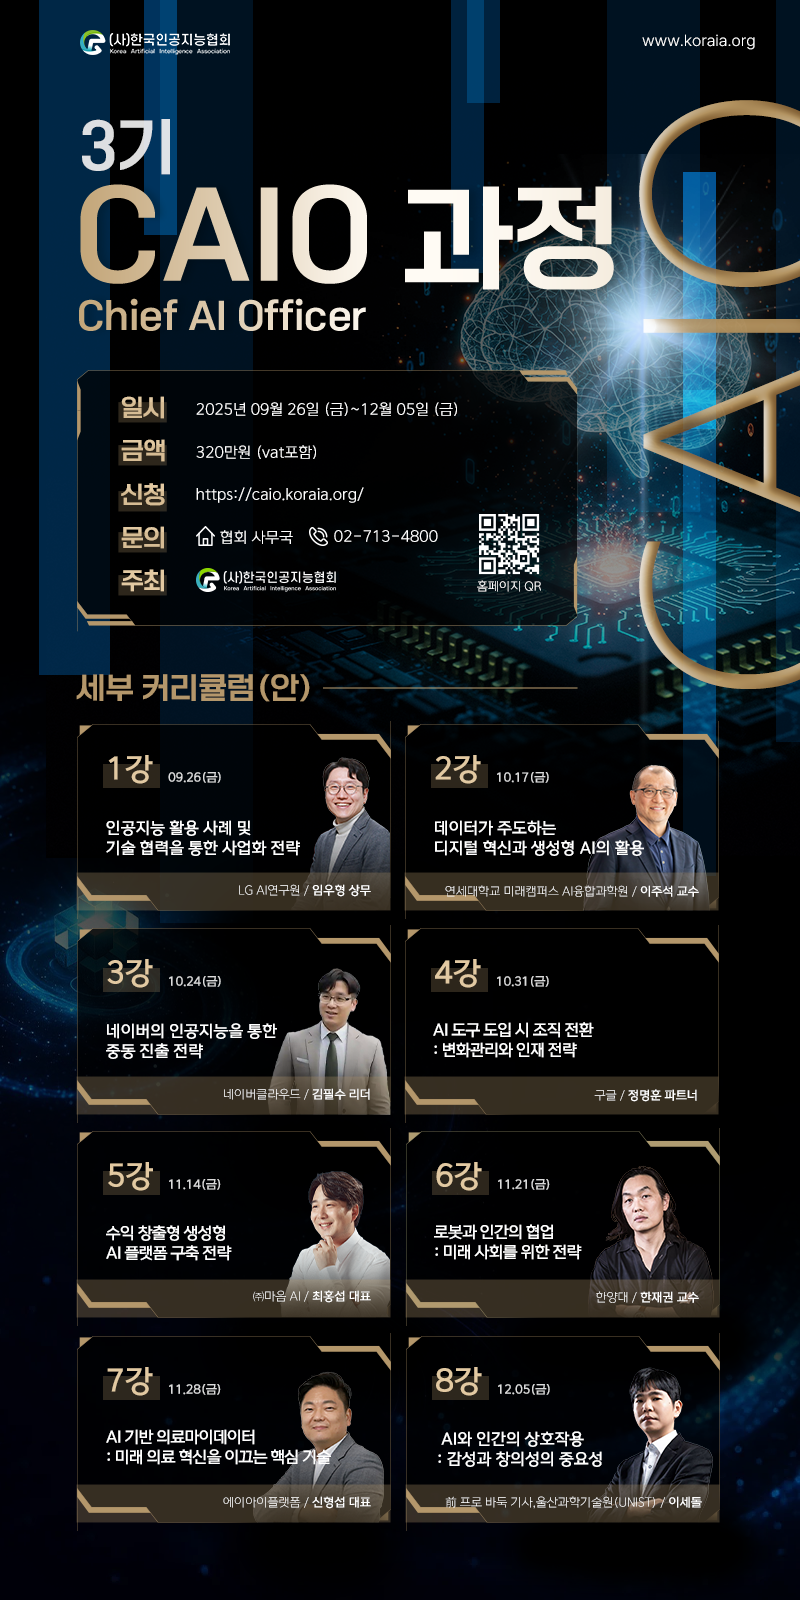 (사)한국인공지능협회
Korea Artificial Intelligence Association
www.koraia.org
3기
CAIO 과정
Chief AI Officer
CAIO
일시 2025년 09월 26일 (금)~12월 05일 (금)
금액 320만원 (vat포함)
신청 https://caio.koraia.org/
문의 협회 사무국 02-713-4800
주최 (사)한국인공지능협회
Korea Artificial Intelligence Association
홈페이지 QR
세부 커리큘럼(안)
1강 09.26(금)
인공지능 활용 사례 및
기술 협력을 통한 사업화 전략
LG AI연구원 / 임우형 상무
2강 10.17(금)
데이터가 주도하는
디지털 혁신과 생성형 AI의 활용
연세대학교 미래캠퍼스 AI융합과학원 / 이주석 교수
3강 10.24(금)
네이버의 인공지능을 통한
중동 진출 전략
네이버클라우드 / 김필수 리더
4강 10.31(금)
AI 도구 도입 시 조직 전환
: 변화관리와 인재 전략
구글 / 정명훈 파트너
5강 11.14(금)
수익 창출형 생성형
AI 플랫폼 구축 전략
㈜마음 AI / 최홍섭 대표
6강 11.21(금)
로봇과 인간의 협업
: 미래 사회를 위한 전략
한양대 / 한재권 교수
7강 11.28(금)
AI 기반 의료마이데이터
: 미래 의료 혁신을 이끄는 핵심 기술
에이아이플랫폼 / 신형섭 대표
8강 12.05(금)
AI와 인간의 상호작용
: 감성과 창의성의 중요성
前 프로 바둑 기사,울산과학기술원(UNIST) / 이세돌